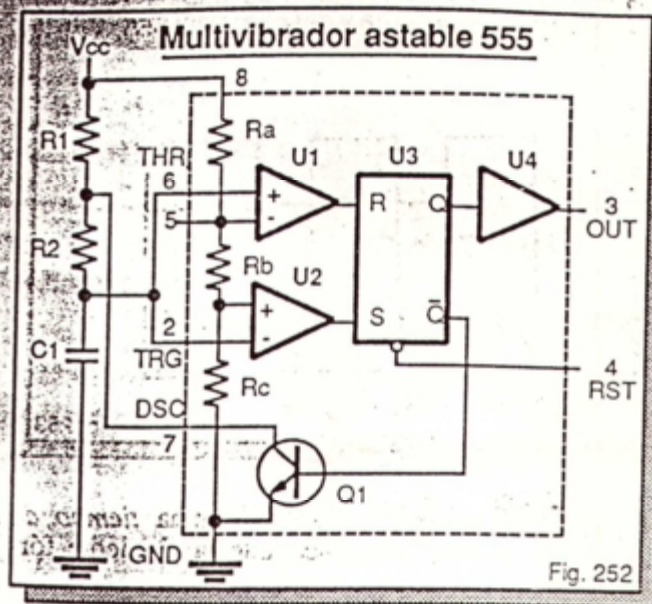 Multivibrador astable 555
Vcc
8
R1
Ra
THR
U1
U3
U4
6
+
-
R
Q
3
OUT
5
R2
Rb
U2
+
-
S
Q̅
2
TRG
C1
Rc
4
RST
DSC
7
Q1
GND
Fig. 252